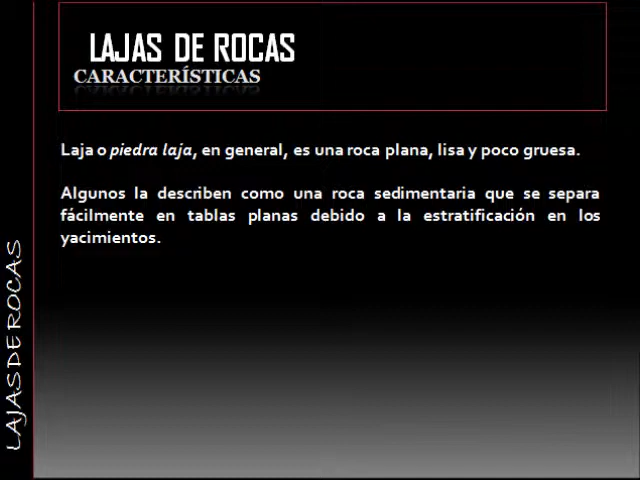 LAJAS DE ROCAS
CARACTERÍSTICAS
Laja o piedra laja, en general, es una roca plana, lisa y poco gruesa.
Algunos la describen como una roca sedimentaria que se separa
fácilmente en tablas planas debido a la estratificación en los
yacimientos.
LAJAS DE ROCAS